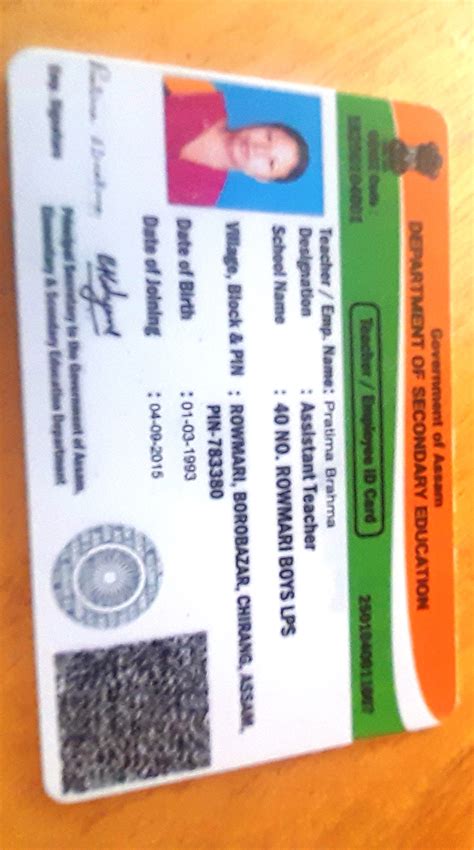 Government of Assam
DEPARTMENT OF SECONDARY EDUCATION
Teacher / Employee ID Card
Teacher / Emp. Name: Pratima Brahma
Designation : Assistant Teacher
School Name : 40 NO. ROWMARI BOYS LPS
Village, Block & PIN : ROWMARI, BOROBAZAR, CHIRANG, ASSAM,
PIN-783380
Date of Birth : 01-03-1993
Date of Joining : 04-09-2015
Emp. Signature
Principal Secretary to the Government of Assam,
Elementary & Secondary Education Department